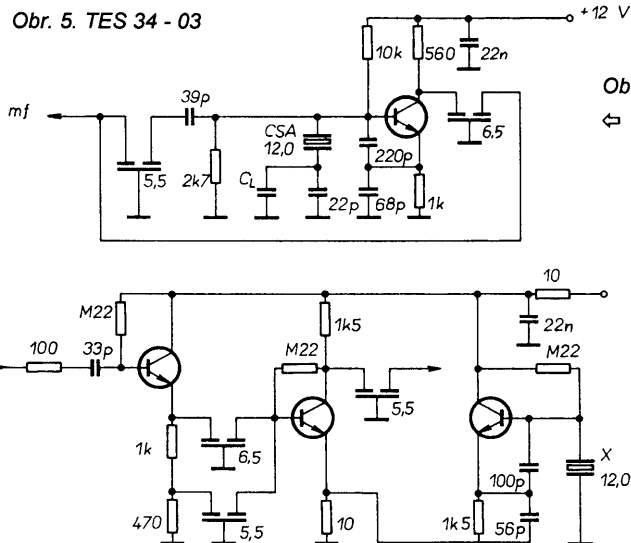 Obr. 5. TES 34 - 03
+12 V
10k
560
22n
Ob
mf
39p
CSA
12,0
6,5
220p
5,5
2k7
CL
22p
68p
1k
10
M22
1k5
22n
100
33p
M22
M22
5,5
1k
6,5
X
12,0
100p
470
5,5
10
1k5
56p